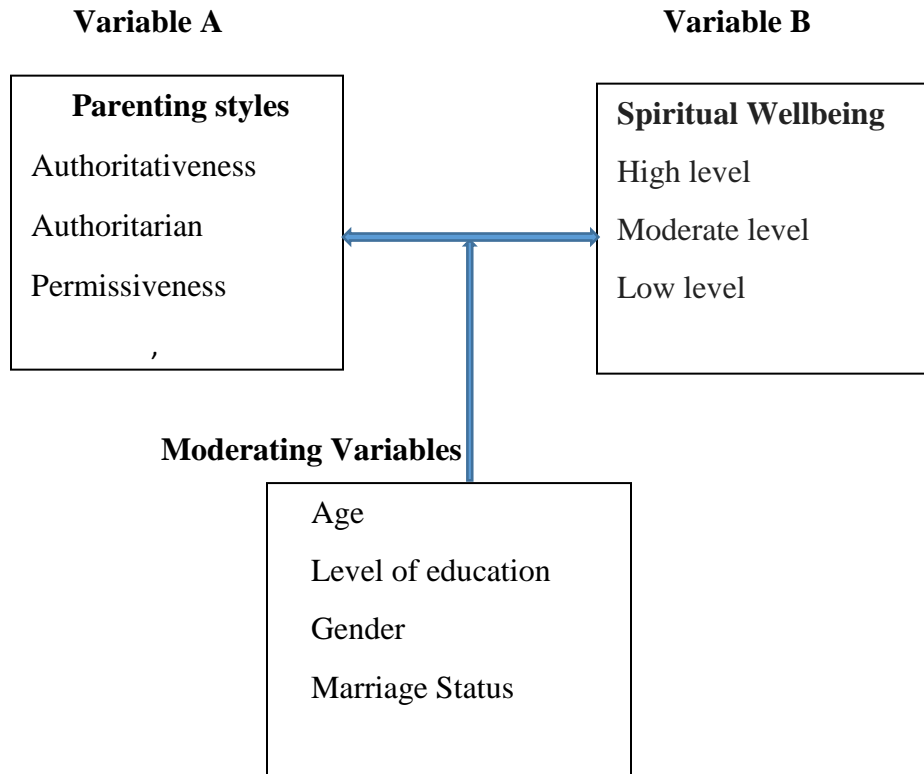 Variable A
Variable B
Parenting styles
Authoritativeness
Authoritarian
Permissiveness
,
Spiritual Wellbeing
High level
Moderate level
Low level
Moderating Variables
Age
Level of education
Gender
Marriage Status